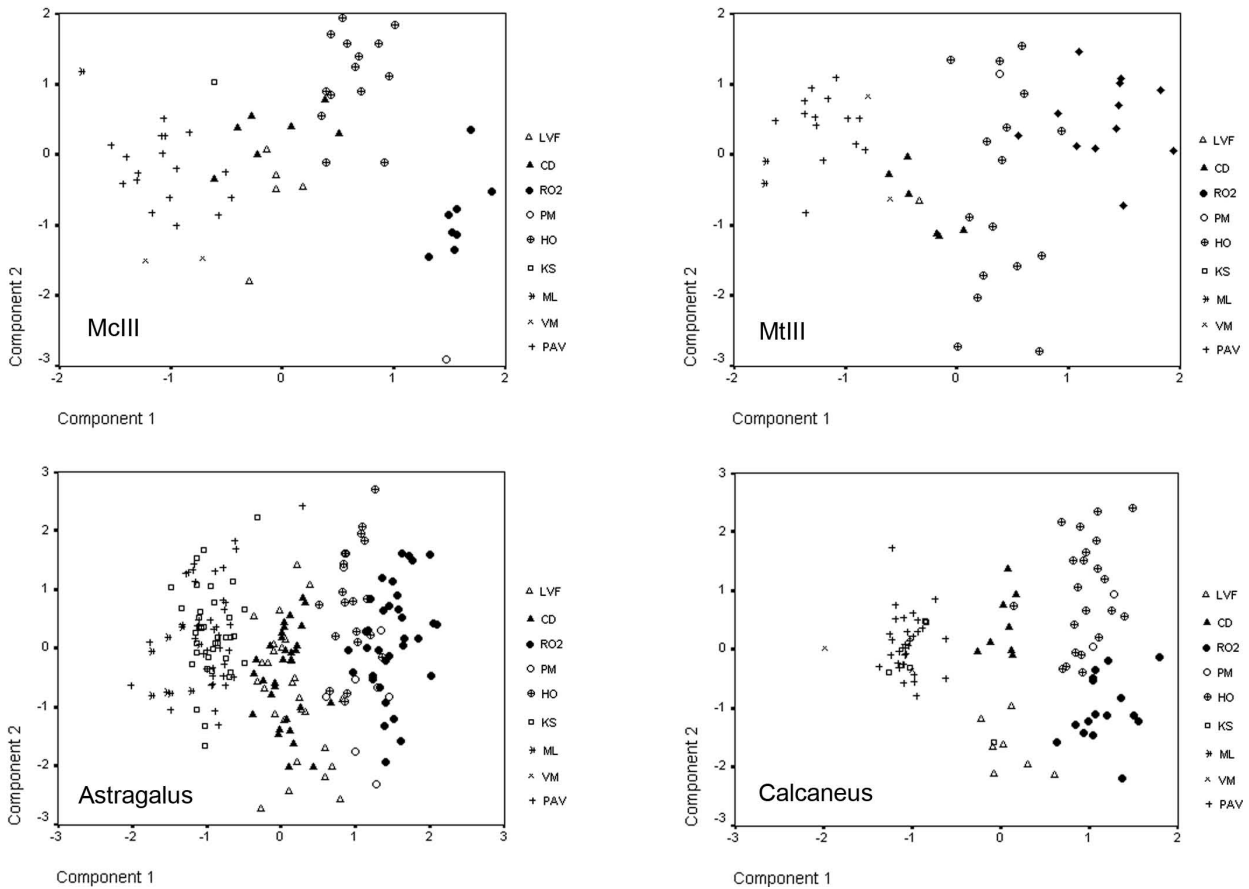 2
1
0
-1
-2
-3
-2
-1
0
1
2
Component 2
Component 1
McIII
LVF
CD
RO2
PM
HO
KS
ML
VM
PAV
2
1
0
-1
-2
-3
-2
-1
0
1
2
Component 2
Component 1
MtIII
LVF
CD
RO2
PM
HO
KS
ML
VM
PAV
3
2
1
0
-1
-2
-3
-3
-2
-1
0
1
2
3
Component 2
Component 1
Astragalus
LVF
CD
RO2
PM
HO
KS
ML
VM
PAV
3
2
1
0
-1
-2
-3
-3
-2
-1
0
1
2
Component 2
Component 1
Calcaneus
LVF
CD
RO2
PM
HO
KS
ML
VM
PAV